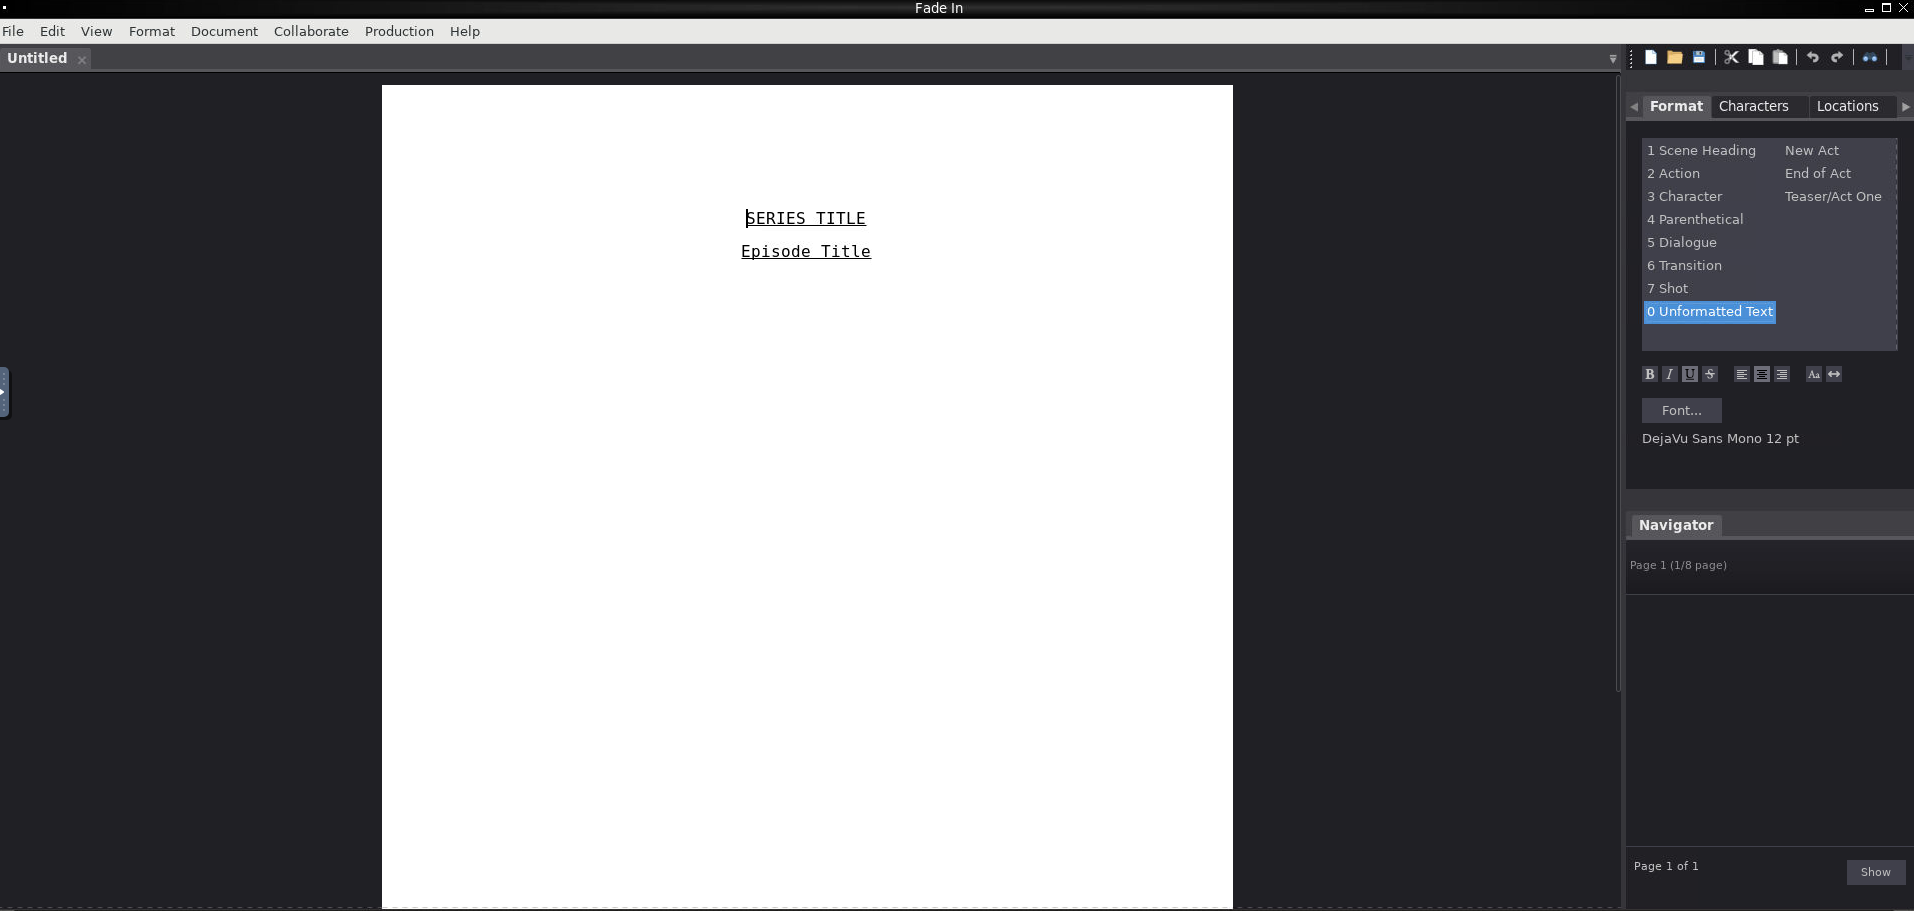 Fade In
File Edit View Format Document Collaborate Production Help
Untitled
SERIES TITLE
Episode Title
Format Characters Locations
1 Scene Heading New Act
2 Action End of Act
3 Character Teaser/Act One
4 Parenthetical
5 Dialogue
6 Transition
7 Shot
0 Unformatted Text
B I U S Aa
Font...
DejaVu Sans Mono 12 pt
Navigator
Page 1 (1/8 page)
Page 1 of 1
Show